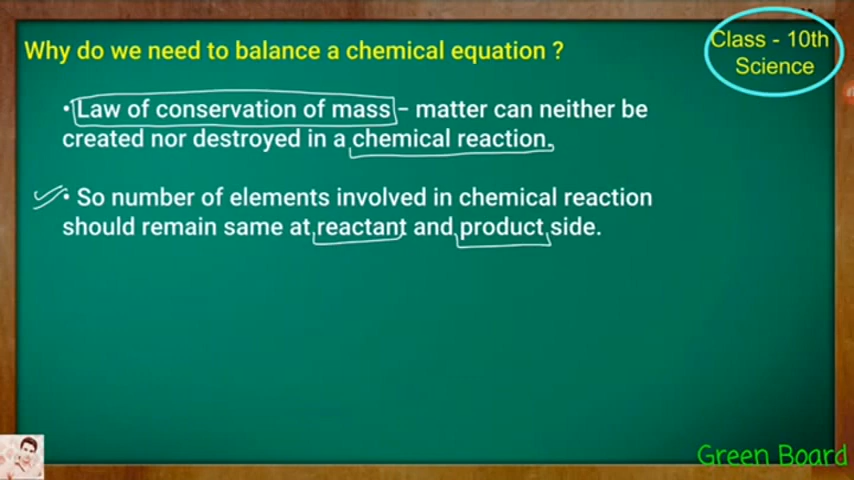 Why do we need to balance a chemical equation ?
Class - 10th
Science
• Law of conservation of mass – matter can neither be
created nor destroyed in a chemical reaction.
• So number of elements involved in chemical reaction
should remain same at reactant and product side.
Green Board